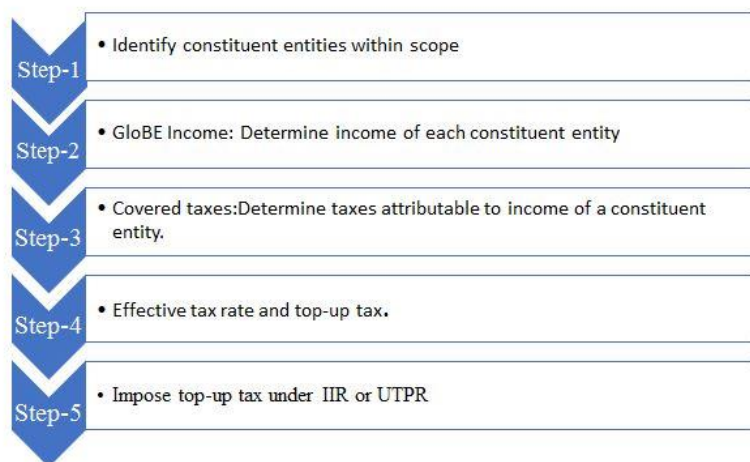 Step-1
• Identify constituent entities within scope
Step-2
• GloBE Income: Determine income of each constituent entity
Step-3
• Covered taxes:Determine taxes attributable to income of a constituent
entity.
Step-4
• Effective tax rate and top-up tax.
Step-5
• Impose top-up tax under IIR or UTPR